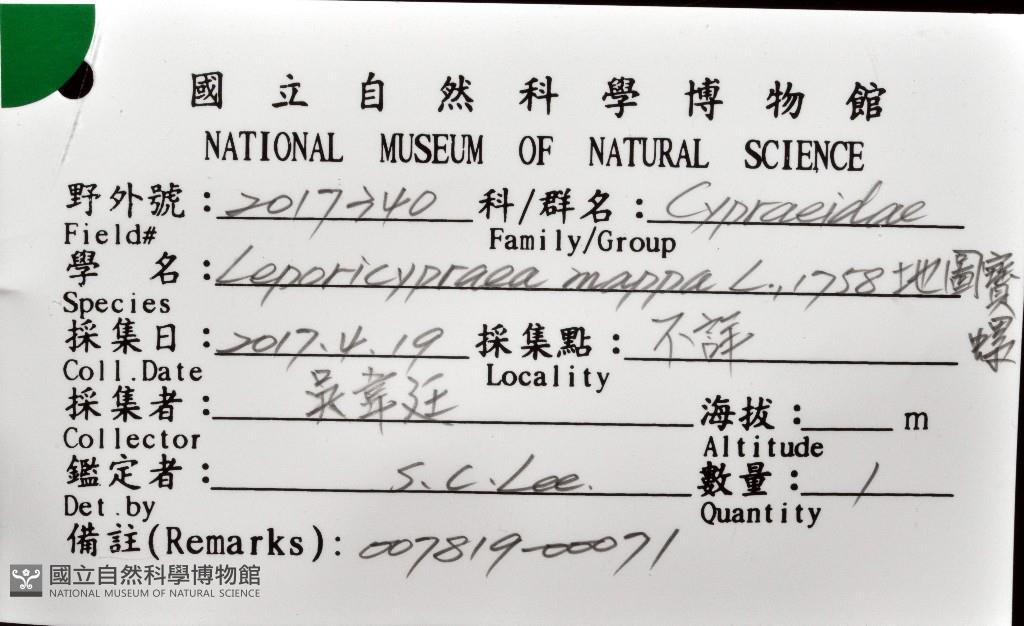 國立自然科學博物館
NATIONAL MUSEUM OF NATURAL SCIENCE
野外號：2017-340 科/群名：Cypraeidae
Field# Family/Group
學名：Leporicypraea mappa L., 1758 地圖寶螺
Species
採集日：2017.4.19 採集點：不詳
Coll.Date Locality
採集者：吳韋廷 海拔： m
Collector Altitude
鑑定者：S.C.Lee. 數量：1
Det.by Quantity
備註(Remarks)：007819-00071
國立自然科學博物館
NATIONAL MUSEUM OF NATURAL SCIENCE